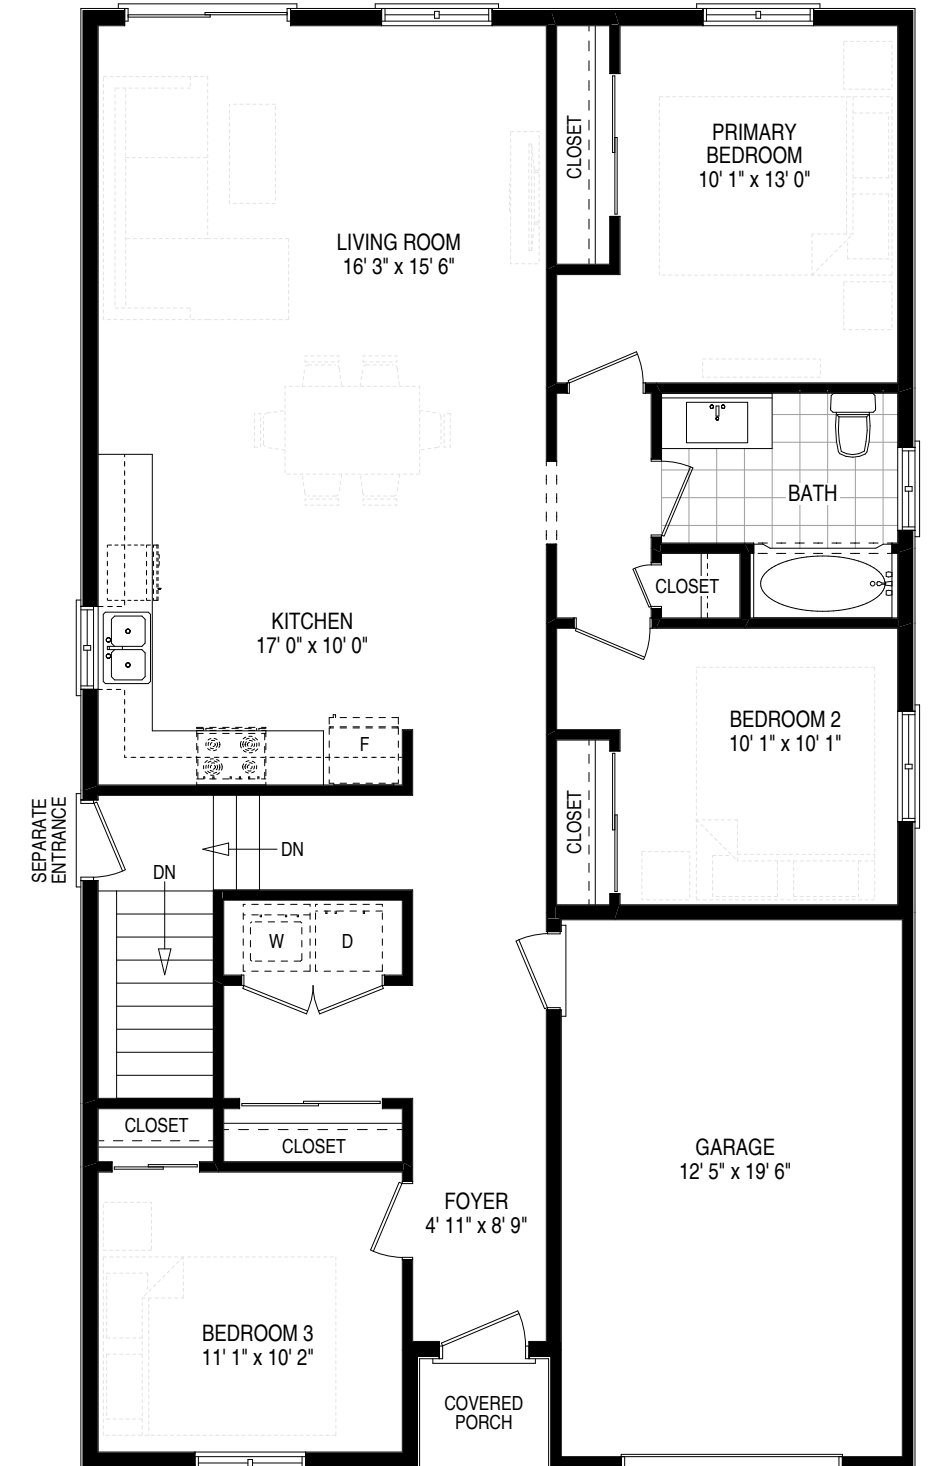 CLOSET
PRIMARY
BEDROOM
10' 1" x 13' 0"
LIVING ROOM
16' 3" x 15' 6"
BATH
CLOSET
KITCHEN
17' 0" x 10' 0"
BEDROOM 2
10' 1" x 10' 1"
F
CLOSET
SEPARATE
ENTRANCE
DN
DN
W
D
CLOSET
CLOSET
GARAGE
12' 5" x 19' 6"
FOYER
4' 11" x 8' 9"
BEDROOM 3
11' 1" x 10' 2"
COVERED
PORCH